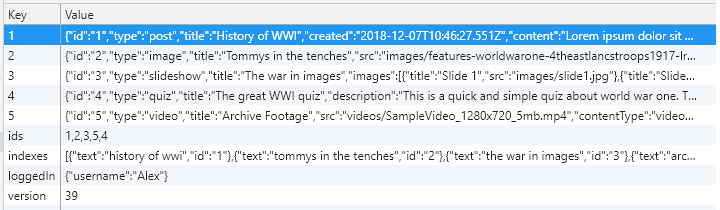 Key Value
1 {"id":"1","type":"post","title":"History of WWI","created":"2018-12-07T10:46:27.551Z","content":"Lorem ipsum dolor sit ...
2 {"id":"2","type":"image","title":"Tommys in the tenches","src":"images/features-worldwarone-4theastlancstroops1917-lr...
3 {"id":"3","type":"slideshow","title":"The war in images","images":[{"title":"Slide 1","src":"images/slide1.jpg"},{"title":"Slide...
4 {"id":"4","type":"quiz","title":"The great WWI quiz","description":"This is a quick and simple quiz about world war one. T...
5 {"id":"5","type":"video","title":"Archive Footage","src":"videos/SampleVideo_1280x720_5mb.mp4","contentType":"video...
ids 1,2,3,5,4
indexes [{"text":"history of wwi","id":"1"},{"text":"tommys in the tenches","id":"2"},{"text":"the war in images","id":"3"},{"text":"arc...
loggedIn {"username":"Alex"}
version 39